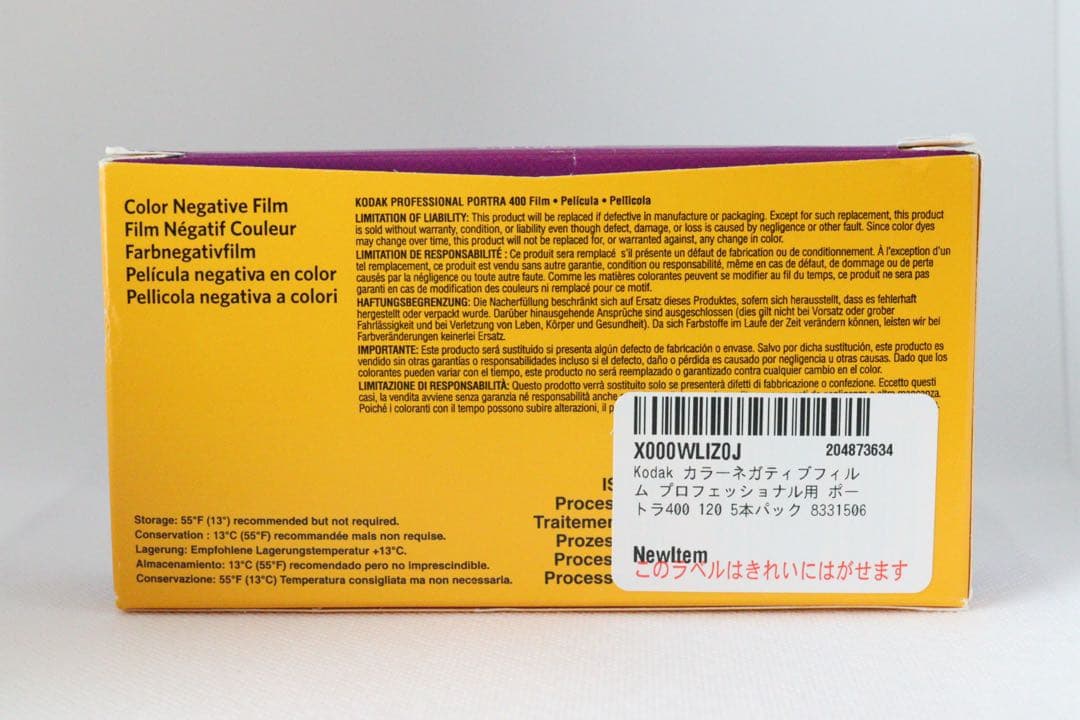 Color Negative Film
Film Négatif Couleur
Farbnegativfilm
Película negativa en color
Pellicola negativa a colori
KODAK PROFESSIONAL PORTRA 400 Film • Película • Pellicola
LIMITATION OF LIABILITY: This product will be replaced if defective in manufacture or packaging. Except for such replacement, this product
is sold without warranty, condition, or liability even though defect, damage, or loss is caused by negligence or other fault. Since color dyes
may change over time, this product will not be replaced for, or warranted against, any change in color.
LIMITATION DE RESPONSABILITÉ : Ce produit sera remplacé s'il présente un défaut de fabrication ou de conditionnement. À l'exception d'un
tel remplacement, ce produit est vendu sans autre garantie, condition ou responsabilité, même en cas de défaut, de dommage ou de perte
causés par la négligence ou toute autre faute. Comme les matières colorantes peuvent se modifier au fil du temps, ce produit ne sera pas
garanti en cas de modification des couleurs ni remplacé pour ce motif.
HAFTUNGSBEGRENZUNG: Die Nacherfüllung beschränkt sich auf Ersatz dieses Produktes, sofern sich herausstellt, dass es fehlerhaft
hergestellt oder verpackt wurde. Darüber hinausgehende Ansprüche sind ausgeschlossen (dies gilt nicht bei Vorsatz oder grober
Fahrlässigkeit und bei Verletzung von Leben, Körper und Gesundheit). Da sich Farbstoffe im Laufe der Zeit verändern können, leisten wir bei
Farbveränderungen keinerlei Ersatz.
IMPORTANTE: Este producto será sustituido si presenta algún defecto de fabricación o envase. Salvo por dicha sustitución, este producto es
vendido sin otras garantías o responsabilidades incluso si el defecto, daño o pérdida es causado por negligencia u otras causas. Dado que los
colorantes pueden variar con el tiempo, este producto no será reemplazado o garantizado contra cualquier cambio en el color.
LIMITAZIONE DI RESPONSABILITÀ: Questo prodotto verrà sostituito solo se presenterà difetti di fabbricazione o confezione. Eccetto questi
casi, la vendita avviene senza garanzia né responsabilità anche
Poiché i coloranti con il tempo possono subire alterazioni, il p
X000WLIZ0J 204873634
Kodak カラーネガティブフィル
ム プロフェッショナル用 ポー
トラ400 120 5本パック 8331506
NewItem
このラベルはきれいにはがせます
IS
Proces
Traitemen
Prozes
Proces
Process
Storage: 55°F (13°) recommended but not required.
Conservation : 13°C (55°F) recommandée mais non requise.
Lagerung: Empfohlene Lagerungstemperatur +13°C.
Almacenamiento: 13°C (55°F) recomendado pero no imprescindible.
Conservazione: 55°F (13°C) Temperatura consigliata ma non necessaria.